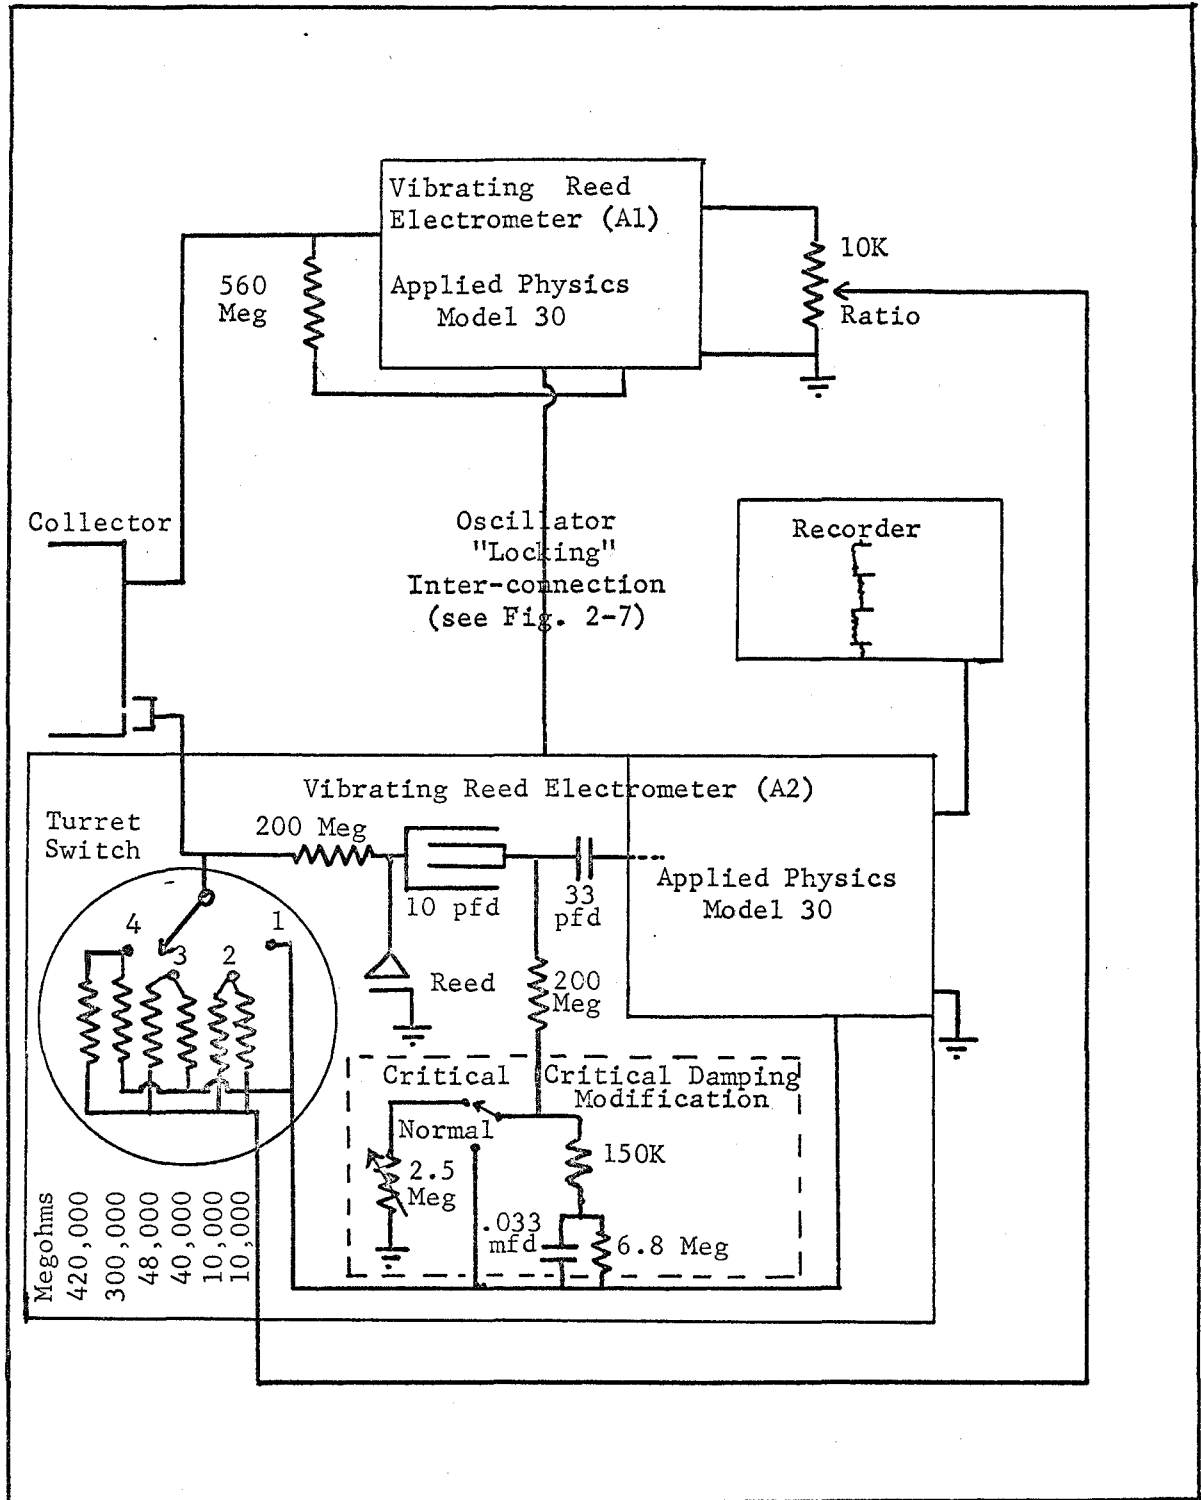 Vibrating Reed
Electrometer (A1)
Applied Physics
Model 30
560
Meg
10K
Ratio
Collector
Oscillator
"Locking"
Inter-connection
(see Fig. 2-7)
Recorder
Vibrating Reed Electrometer (A2)
Turret
Switch
200 Meg
10 pfd
33
pfd
Applied Physics
Model 30
4
3
2
1
Reed
200
Meg
Critical
Critical Damping
Modification
Normal
150K
2.5
Meg
.033
mfd
6.8 Meg
Megohms
420,000
300,000
48,000
40,000
10,000
10,000